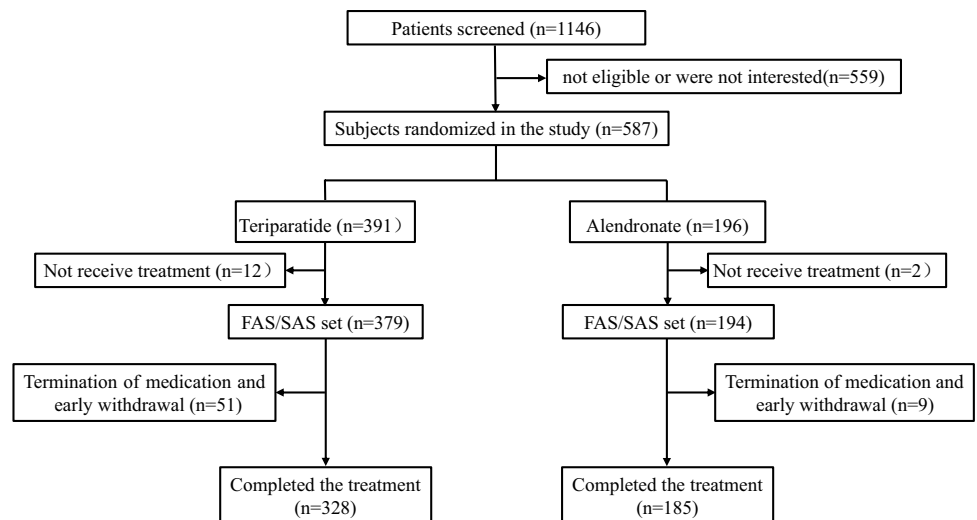 Patients screened (n=1146)
not eligible or were not interested(n=559)
Subjects randomized in the study (n=587)
Teriparatide (n=391）
Alendronate (n=196)
Not receive treatment (n=12）
Not receive treatment (n=2）
FAS/SAS set (n=379)
FAS/SAS set (n=194)
Termination of medication and
early withdrawal (n=51)
Termination of medication and
early withdrawal (n=9)
Completed the treatment
(n=328)
Completed the treatment
(n=185)